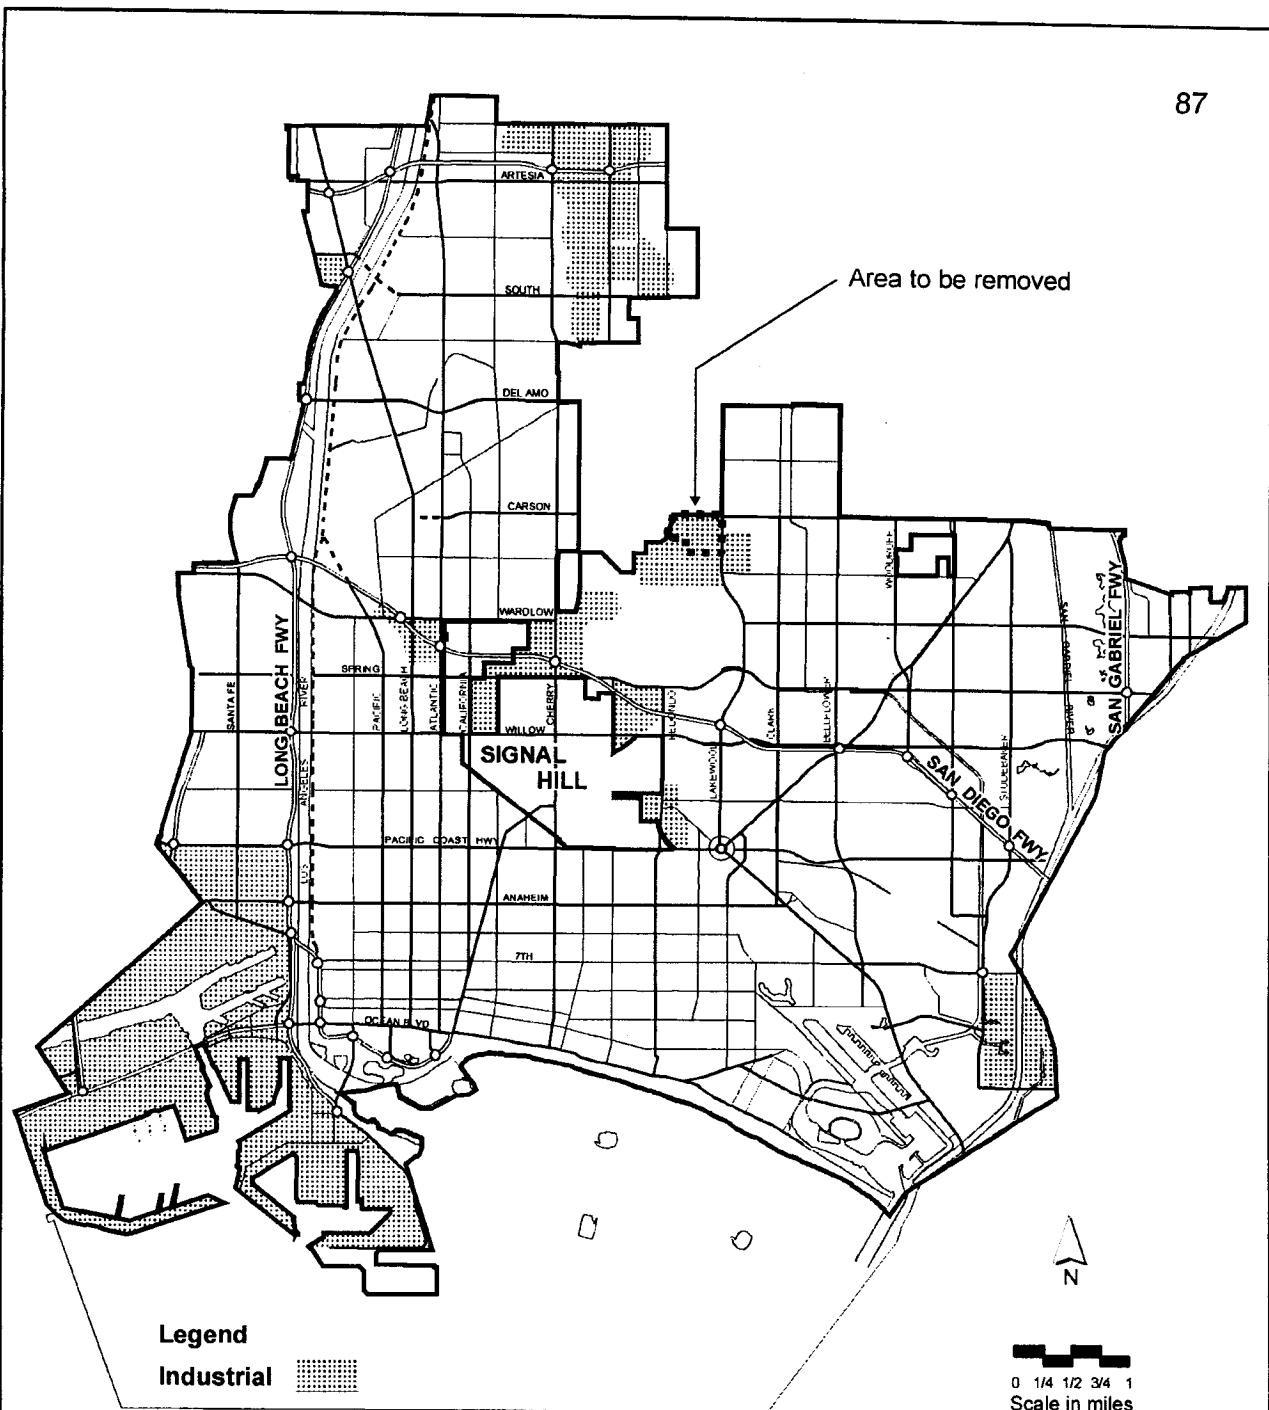 87
ARTESIA
Area to be removed
SOUTH
DEL AMO
CARSON
WOODRUFF
WARDLOW
SAN GABRIEL RIVER
SAN GABRIEL FWY
LONG BEACH FWY
SPRING
SANTA FE
LOS ANGELES RIVER
PACIFIC
LONG BEACH
ATLANTIC
CALIFORNIA
CHERRY
REDONDO
LAKEWOOD
CLARK
BELLFLOWER
STUDEBAKER
WILLOW
SIGNAL
HILL
SAN DIEGO FWY
PACIFIC COAST HWY
ANAHEIM
7TH
OCEAN BLVD
N
Legend
Industrial
0 1/4 1/2 3/4 1
Scale in miles